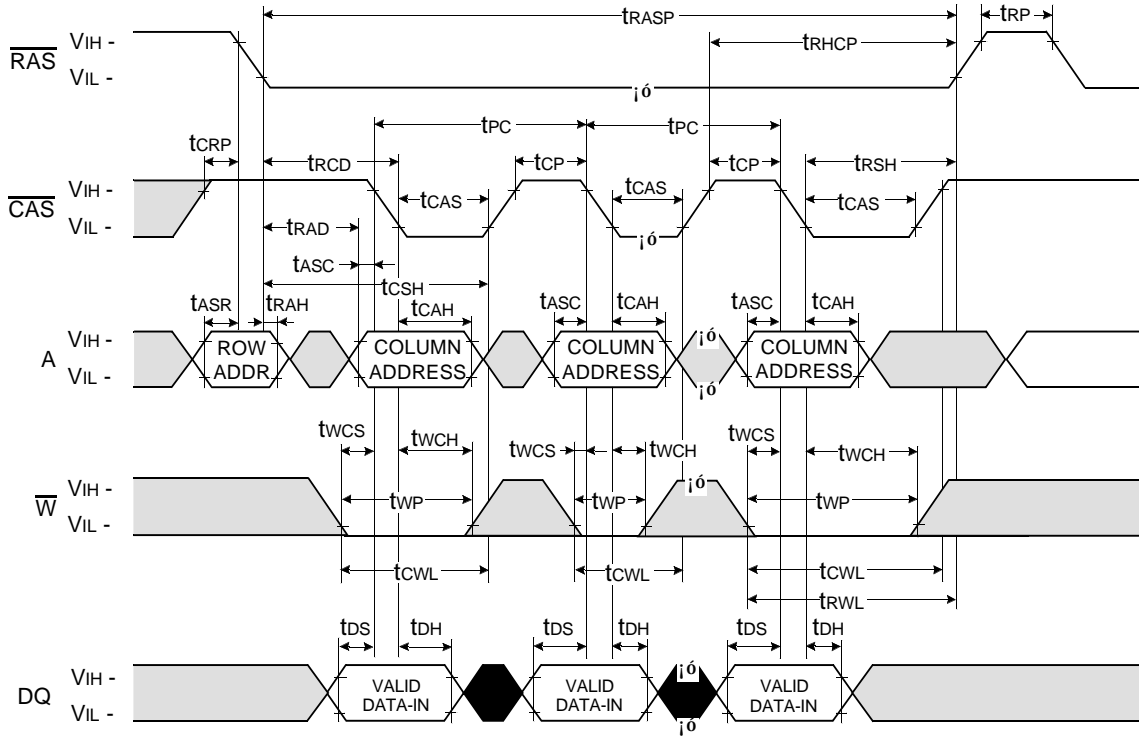 tRASP
tRP
VIH -
tRHCP
RAS
VIL -
¡ó
tPC
tPC
tCRP
tRCD
tCP
tCP
tRSH
VIH -
tCAS
tCAS
tCAS
CAS
VIL -
¡ó
tRAD
tASC
tCSH
tASR
tRAH
tCAH
tASC
tCAH
tASC
tCAH
VIH -
¡ó
A
ROW
ADDR
COLUMN
ADDRESS
COLUMN
ADDRESS
COLUMN
ADDRESS
VIL -
¡ó
tWCS
tWCH
tWCS
tWCH
tWCS
tWCH
VIH -
¡ó
W
tWP
tWP
tWP
VIL -
tCWL
tCWL
tCWL
tRWL
tDS
tDH
tDS
tDH
tDS
tDH
VIH -
¡ó
DQ
VALID
DATA-IN
VALID
DATA-IN
VALID
DATA-IN
VIL -
¡ó